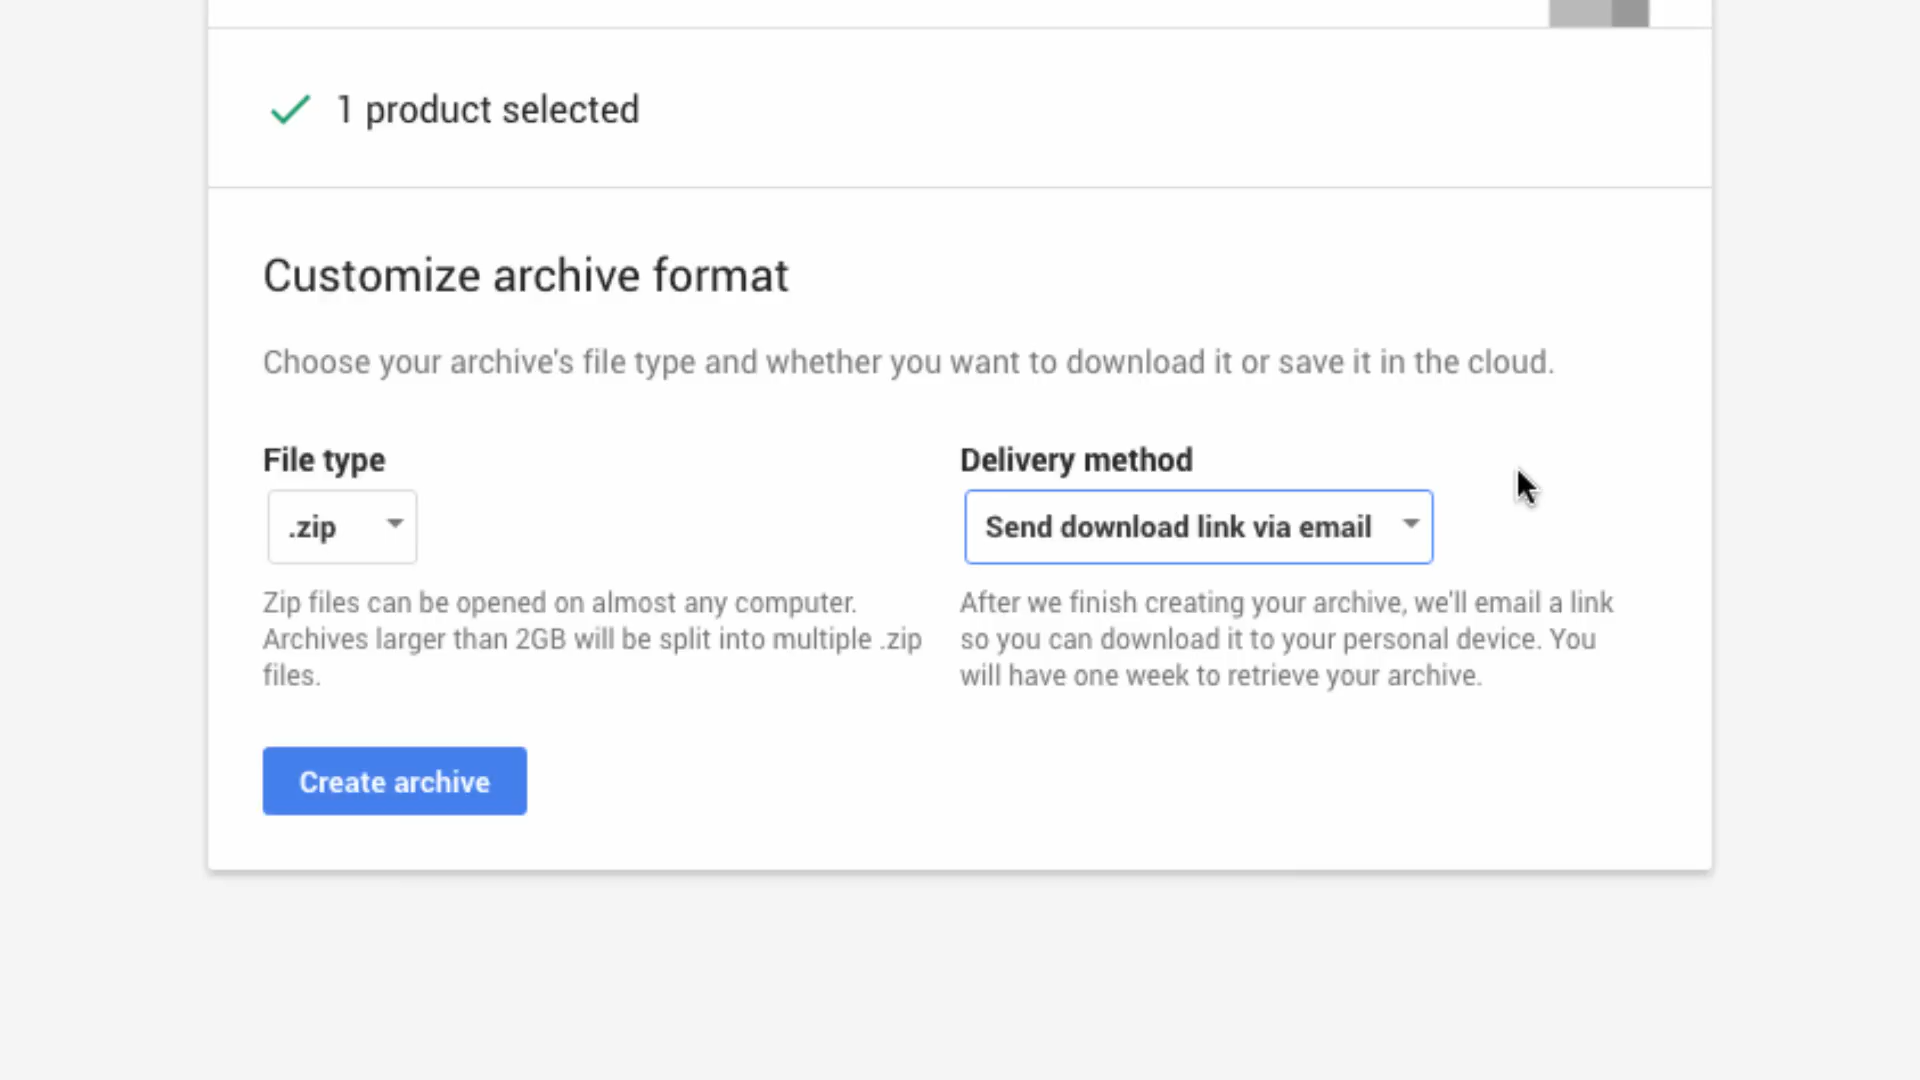 1 product selected
Customize archive format
Choose your archive's file type and whether you want to download it or save it in the cloud.
File type
.zip
Zip files can be opened on almost any computer.
Archives larger than 2GB will be split into multiple .zip
files.
Delivery method
Send download link via email
After we finish creating your archive, we'll email a link
so you can download it to your personal device. You
will have one week to retrieve your archive.
Create archive